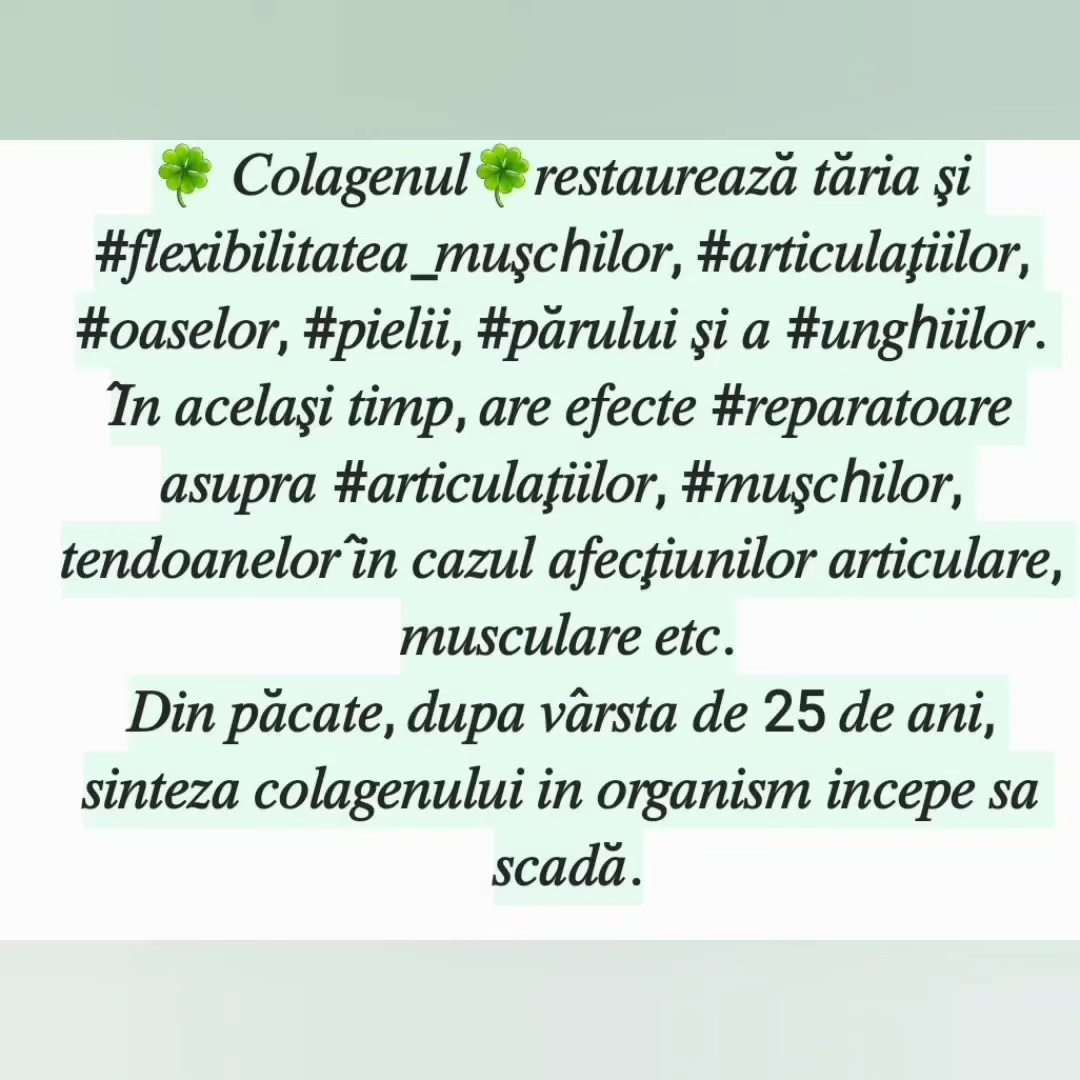 🍀 Colagenul🍀restaurează tăria şi
#flexibilitatea_muşchilor, #articulaţiilor,
#oaselor, #pielii, #părului şi a #unghiilor.
În acelaşi timp, are efecte #reparatoare
asupra #articulaţiilor, #muşchilor,
tendoanelor în cazul afecţiunilor articulare,
musculare etc.
Din păcate, dupa vârsta de 25 de ani,
sinteza colagenului in organism incepe sa
scadă.